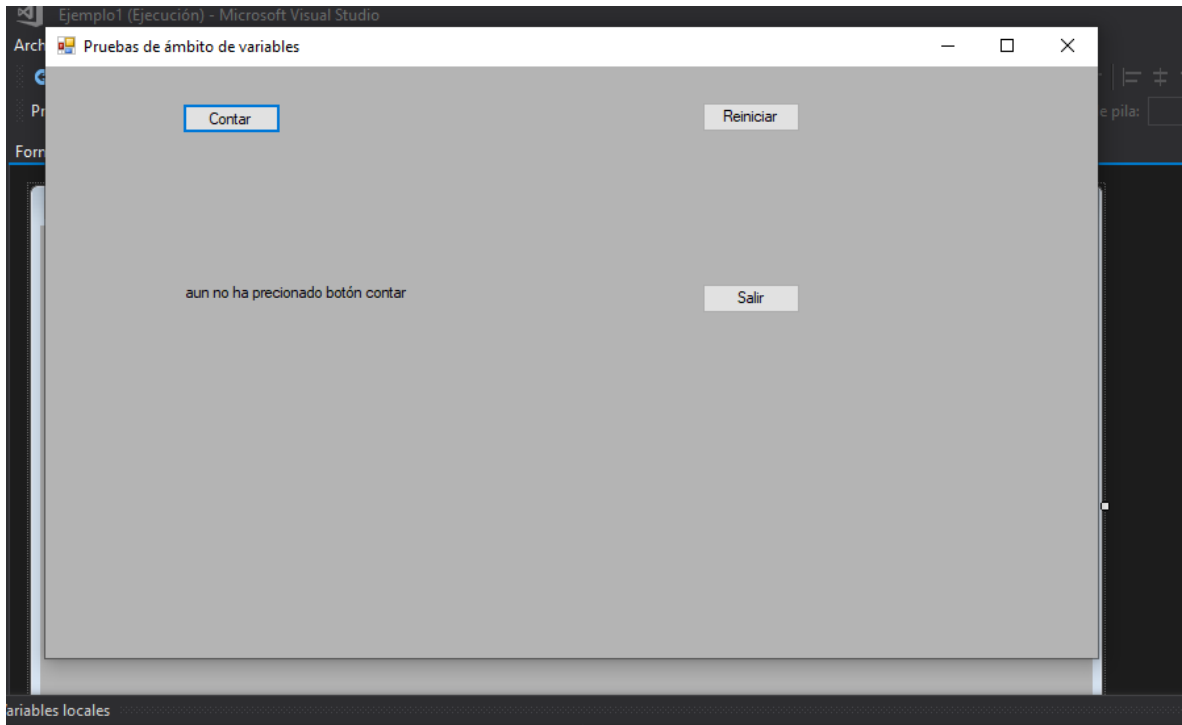 Ejemplo1 (Ejecución) - Microsoft Visual Studio
Arch
Pruebas de ámbito de variables
Pr
e pila:
Form
Contar
Reiniciar
aun no ha precionado botón contar
Salir
ariables locales